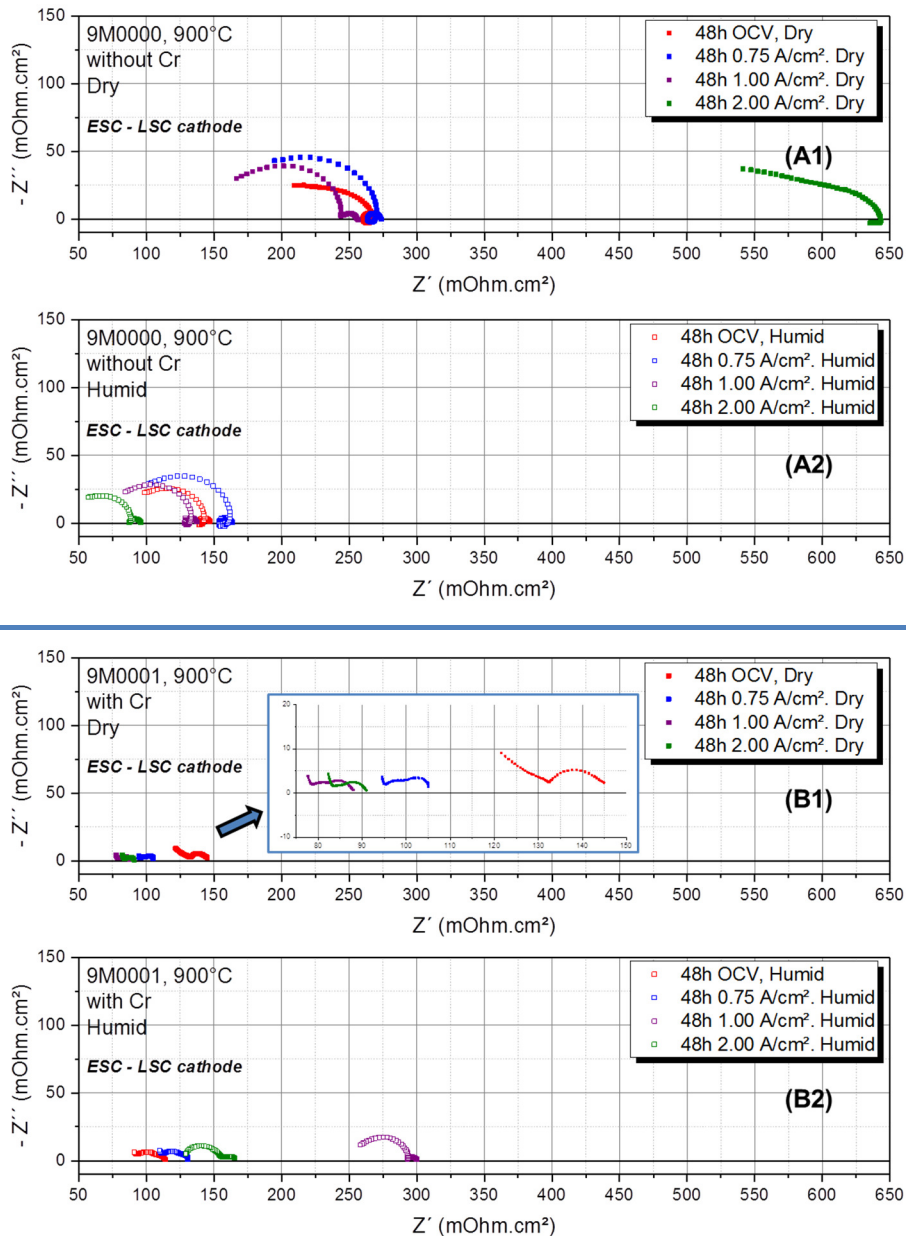 150
100
50
0
- Z´´ (mOhm.cm²)
9M0000, 900°C
without Cr
Dry
ESC - LSC cathode
48h OCV, Dry
48h 0.75 A/cm². Dry
48h 1.00 A/cm². Dry
48h 2.00 A/cm². Dry
(A1)
50 100 150 200 250 300 350 400 450 500 550 600 650
Z´ (mOhm.cm²)
150
100
50
0
- Z´´ (mOhm.cm²)
9M0000, 900°C
without Cr
Humid
ESC - LSC cathode
48h OCV, Humid
48h 0.75 A/cm². Humid
48h 1.00 A/cm². Humid
48h 2.00 A/cm². Humid
(A2)
50 100 150 200 250 300 350 400 450 500 550 600 650
Z´ (mOhm.cm²)
150
100
50
0
- Z´´ (mOhm.cm²)
9M0001, 900°C
with Cr
Dry
ESC - LSC cathode
20
10
0
-10
80 90 100 110 120 130 140 150
48h OCV, Dry
48h 0.75 A/cm². Dry
48h 1.00 A/cm². Dry
48h 2.00 A/cm². Dry
(B1)
50 100 150 200 250 300 350 400 450 500 550 600 650
Z´ (mOhm.cm²)
150
100
50
0
- Z´´ (mOhm.cm²)
9M0001, 900°C
with Cr
Humid
ESC - LSC cathode
48h OCV, Humid
48h 0.75 A/cm². Humid
48h 1.00 A/cm². Humid
48h 2.00 A/cm². Humid
(B2)
50 100 150 200 250 300 350 400 450 500 550 600 650
Z´ (mOhm.cm²)